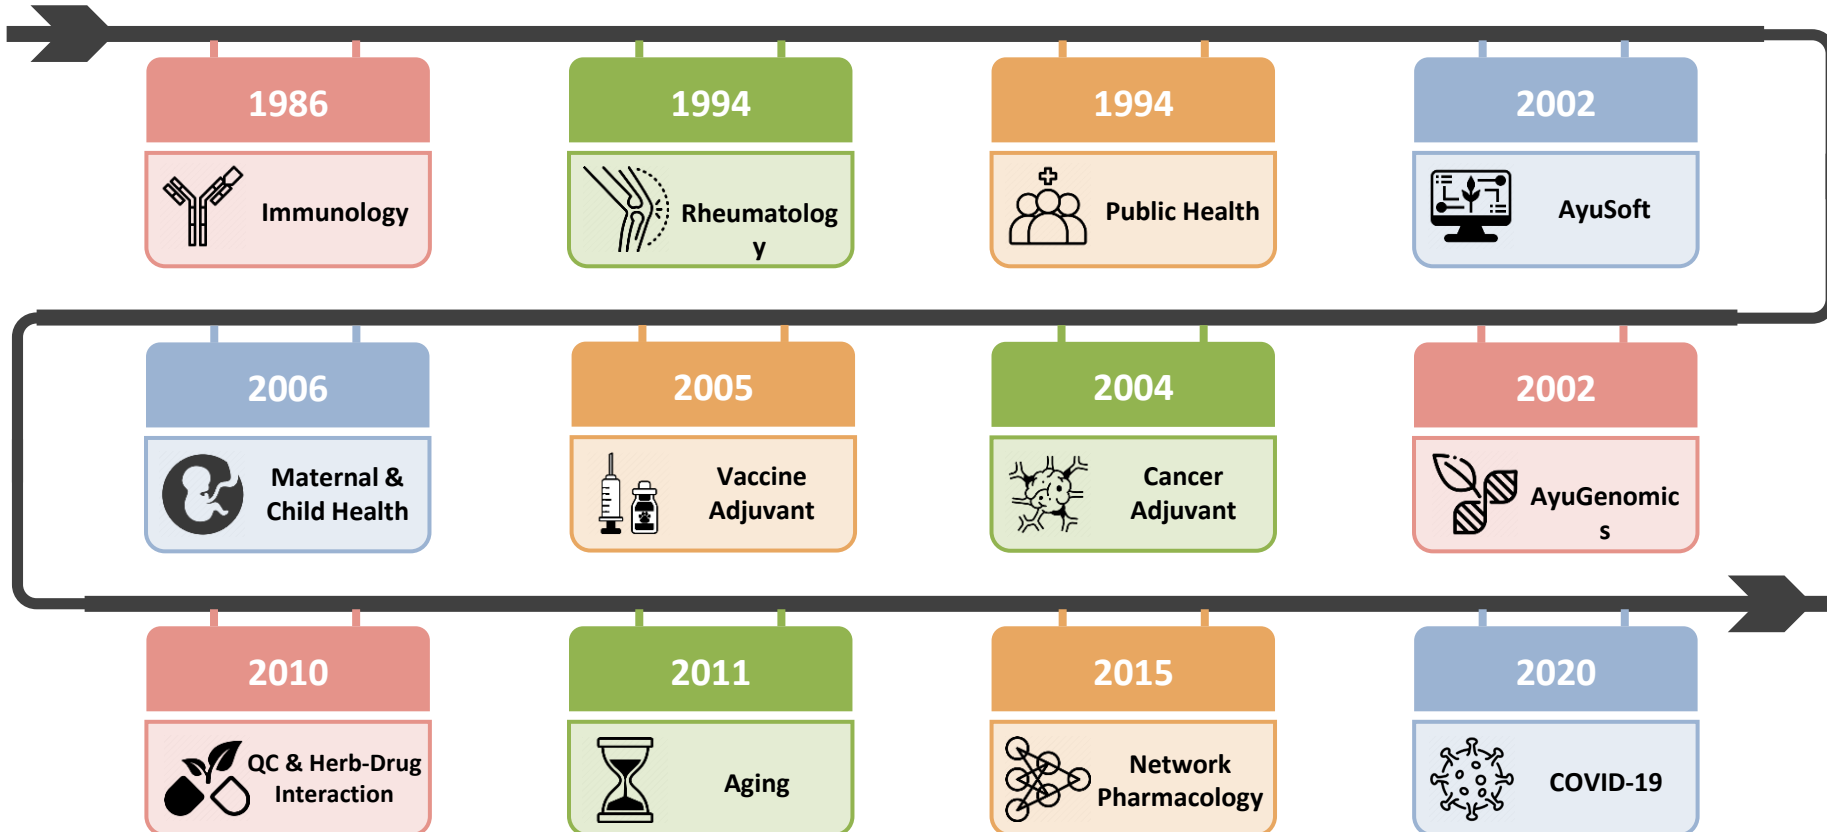 1986
Immunology
1994
Rheumatolog
y
1994
Public Health
2002
AyuSoft
2006
Maternal &
Child Health
2005
Vaccine
Adjuvant
2004
Cancer
Adjuvant
2002
AyuGenomic
s
2010
QC & Herb-Drug
Interaction
2011
Aging
2015
Network
Pharmacology
2020
COVID-19